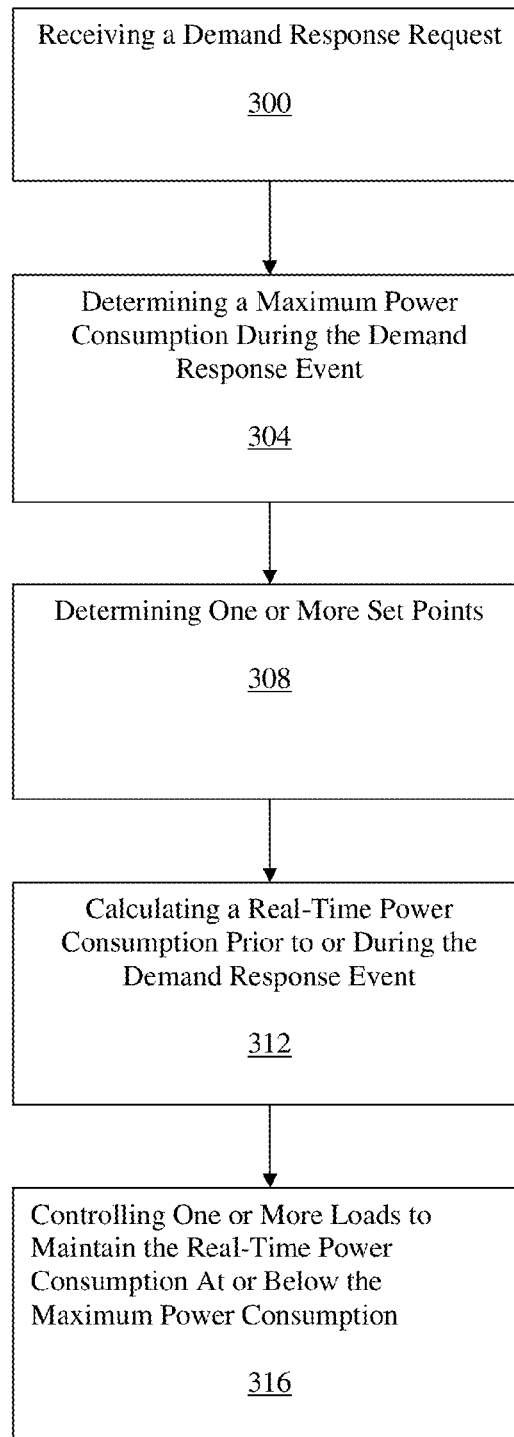 Receiving a Demand Response Request
300
Determining a Maximum Power
Consumption During the Demand
Response Event
304
Determining One or More Set Points
308
Calculating a Real-Time Power
Consumption Prior to or During the
Demand Response Event
312
Controlling One or More Loads to
Maintain the Real-Time Power
Consumption At or Below the
Maximum Power Consumption
316